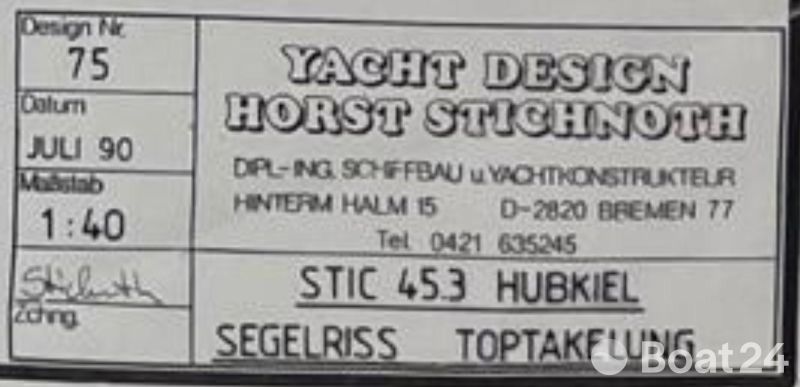 Design Nr.
75
Datum
JULI 90
Maßstab
1:40
Stichnoth
Zchng.
YACHT DESIGN
HORST STICHNOTH
DIPL-ING. SCHIFFBAU u. YACHTKONSTRUKTEUR
HINTERM HALM 15 D-2820 BREMEN 77
Tel. 0421 635245
STIC 45.3 HUBKIEL
SEGELRISS TOPTAKELUNG
Boat24